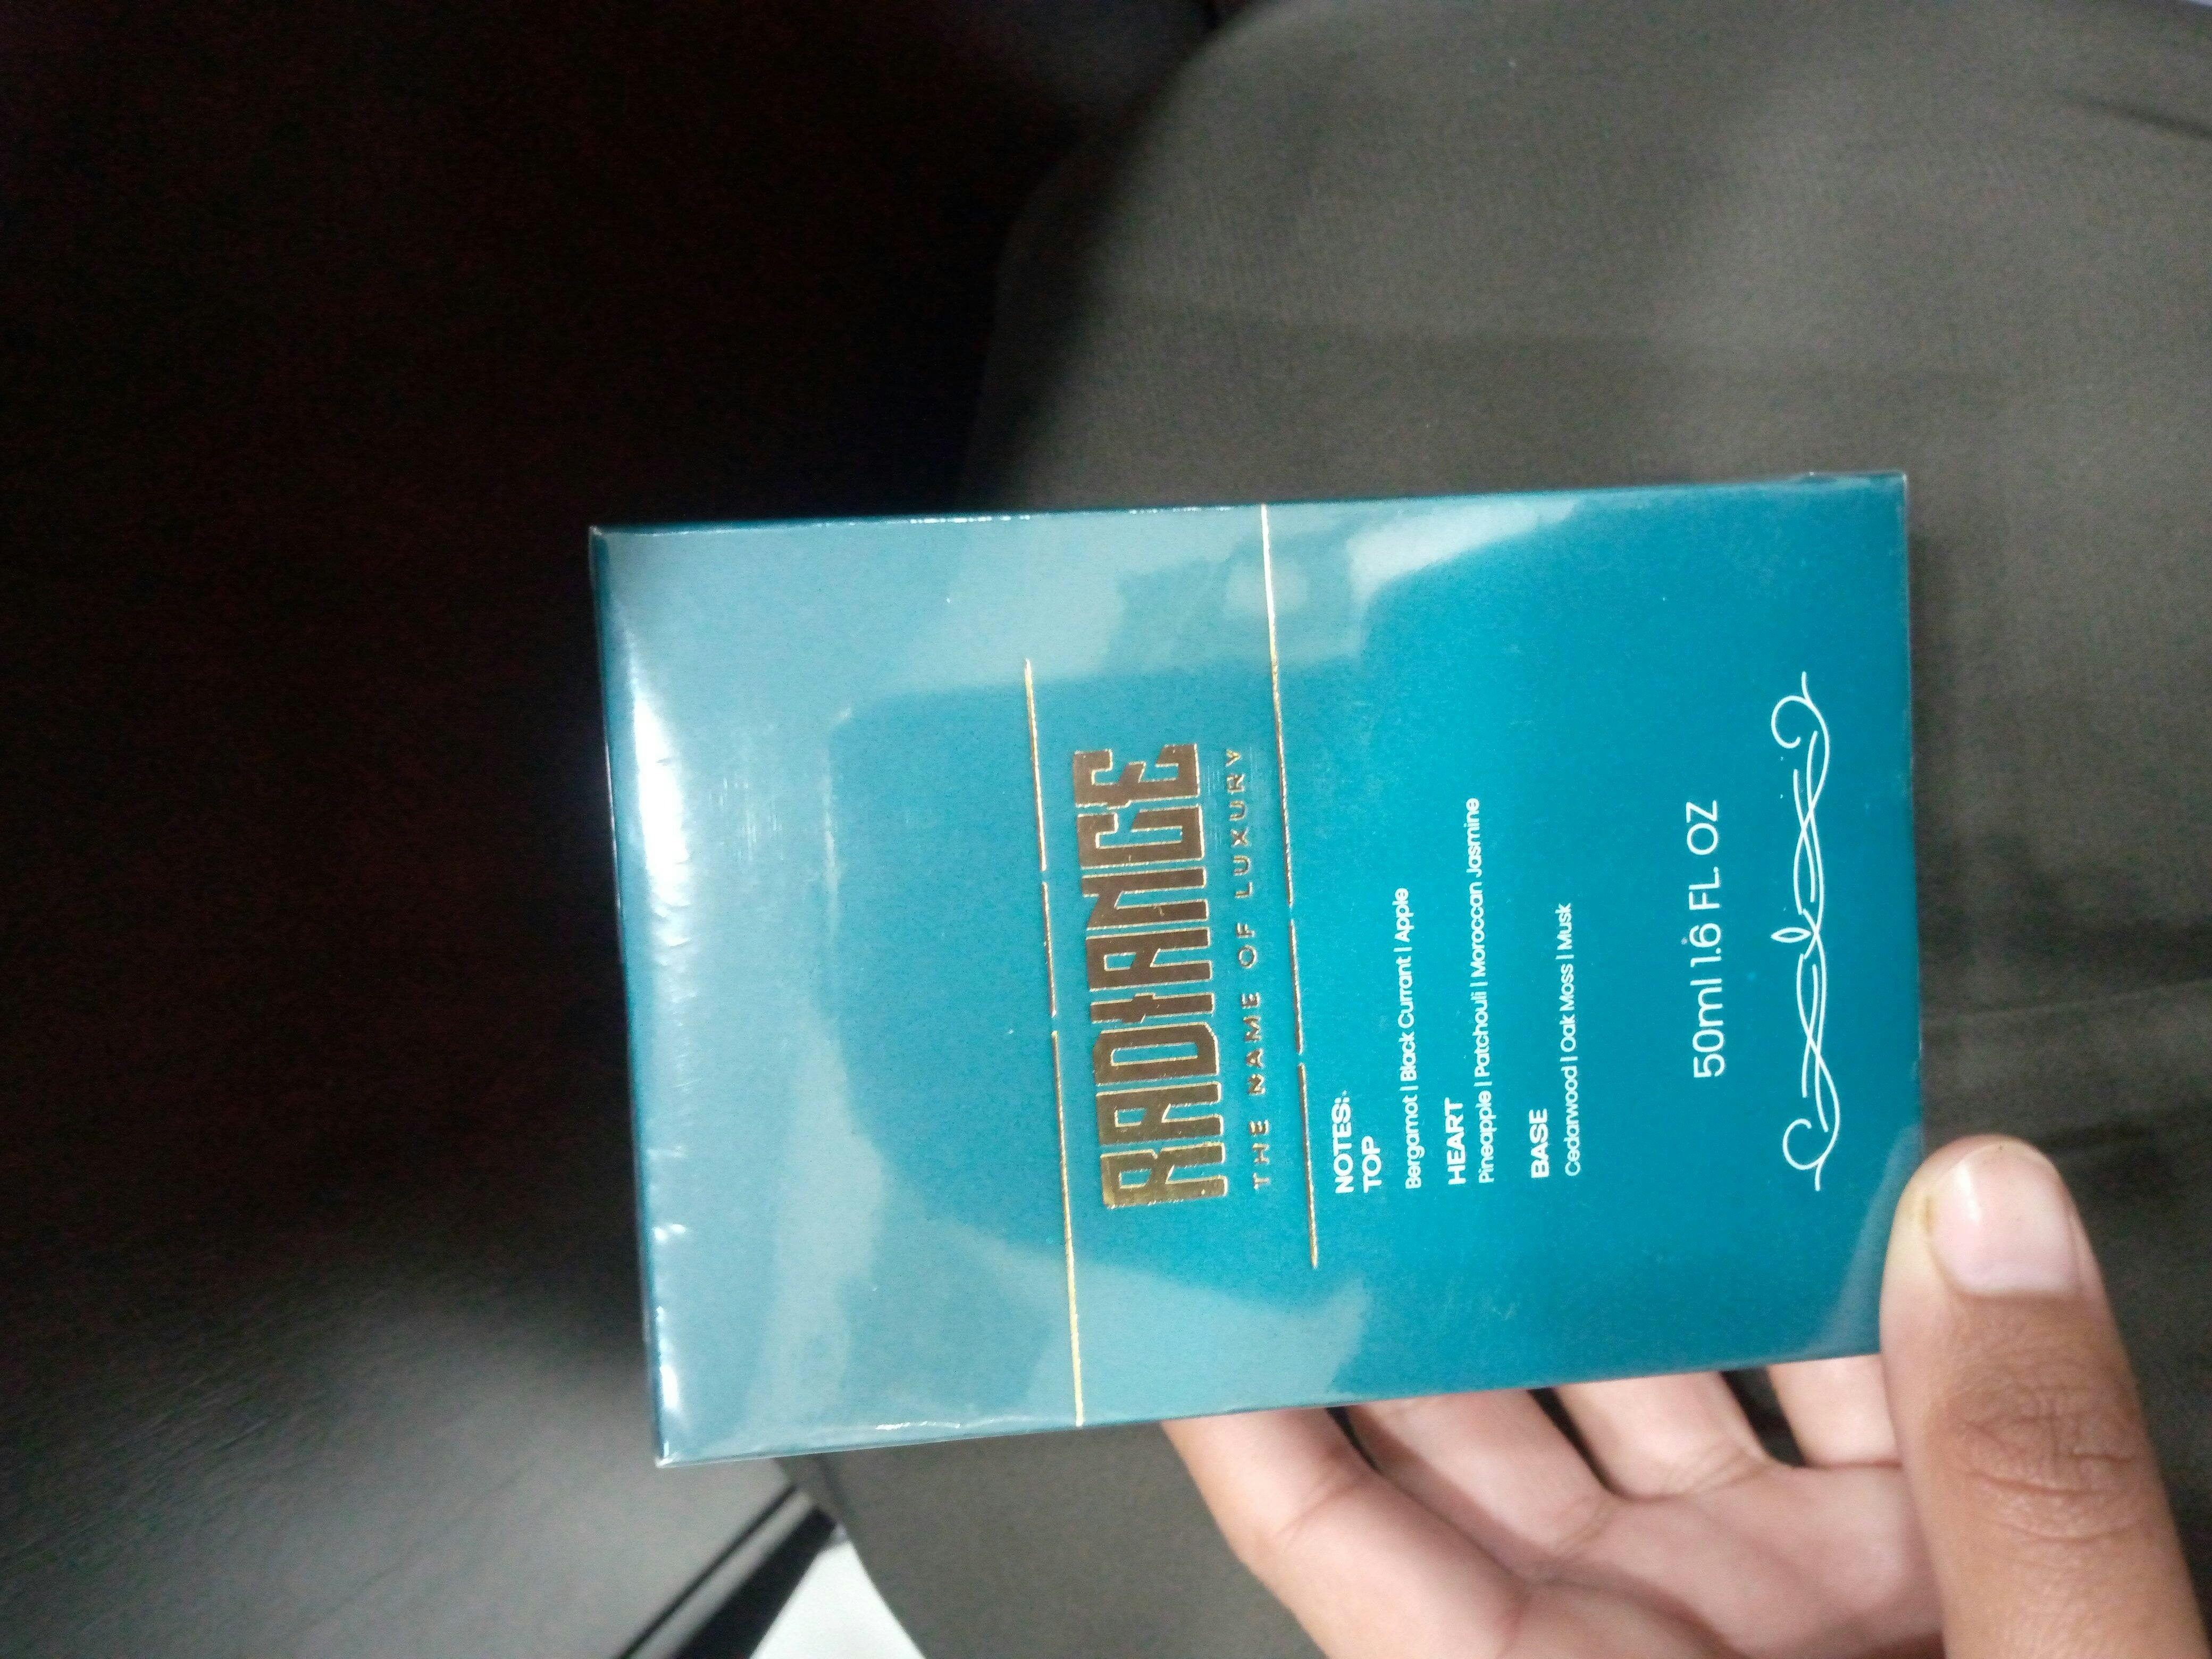 RADIANCE
THE NAME OF LUXURY
NOTES:-
TOP
Bergamot | Black Currant | Apple
HEART
Pineapple | Patchouli | Moroccan Jasmine
BASE
Cedarwood | Oak Moss | Musk
50ml 1.6 FL. OZ